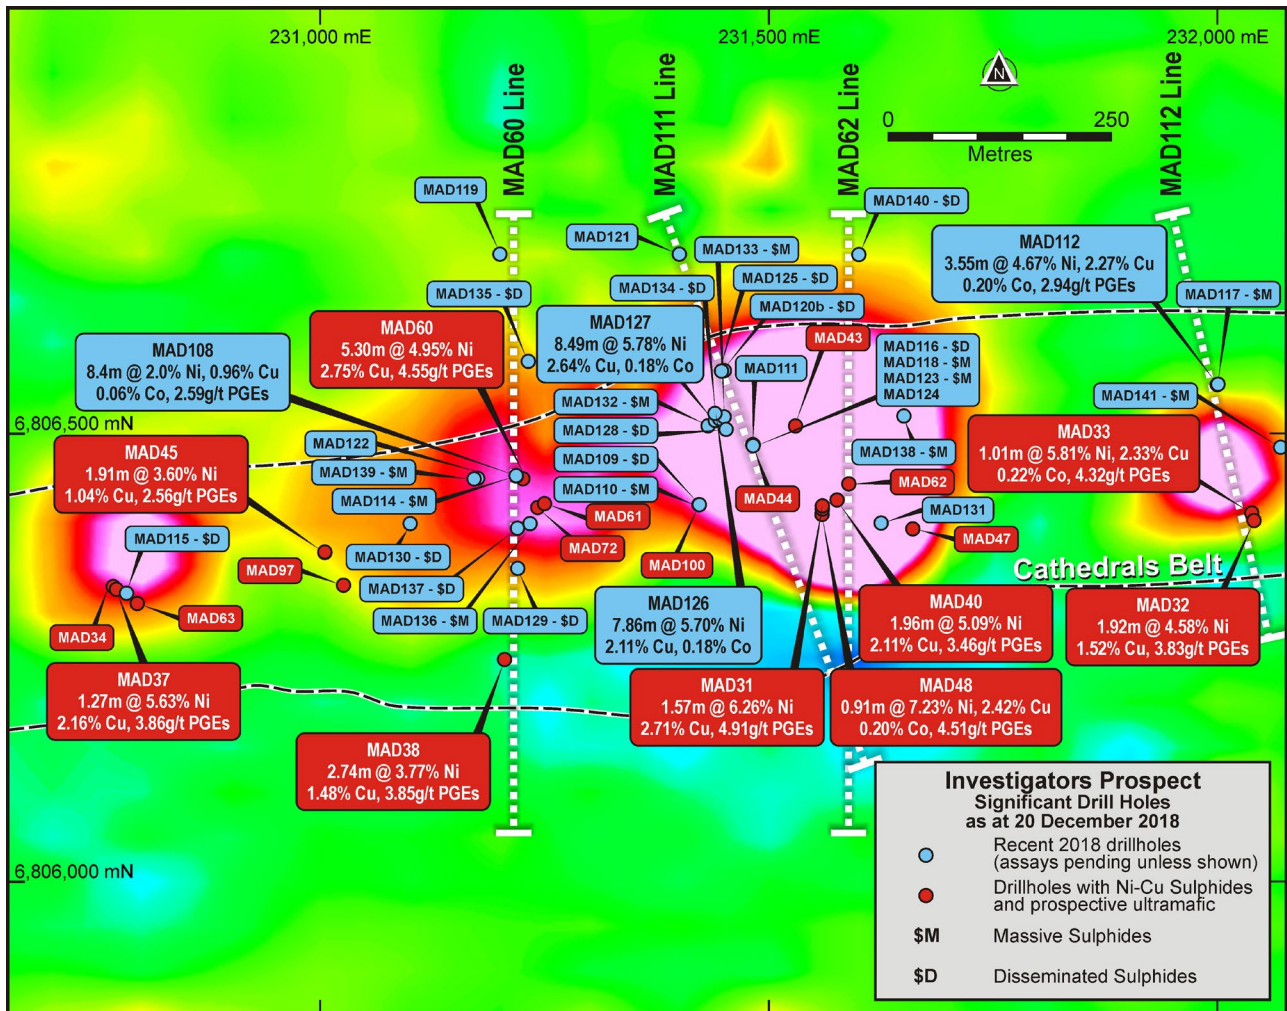 231,000 mE
231,500 mE
232,000 mE
N
0
250
Metres
MAD60 Line
MAD111 Line
MAD62 Line
MAD112 Line
MAD119
MAD140 - $D
MAD121
MAD133 - $M
MAD125 - $D
MAD134 - $D
MAD120b - $D
MAD135 - $D
MAD112
3.55m @ 4.67% Ni, 2.27% Cu
0.20% Co, 2.94g/t PGEs
MAD117 - $M
MAD60
5.30m @ 4.95% Ni
2.75% Cu, 4.55g/t PGEs
MAD127
8.49m @ 5.78% Ni
2.64% Cu, 0.18% Co
MAD43
MAD108
8.4m @ 2.0% Ni, 0.96% Cu
0.06% Co, 2.59g/t PGEs
MAD111
MAD116 - $D
MAD118 - $M
MAD123 - $M
MAD124
MAD132 - $M
MAD141 - $M
6,806,500 mN
MAD128 - $D
MAD122
MAD45
1.91m @ 3.60% Ni
1.04% Cu, 2.56g/t PGEs
MAD33
1.01m @ 5.81% Ni, 2.33% Cu
0.22% Co, 4.32g/t PGEs
MAD138 - $M
MAD109 - $D
MAD139 - $M
MAD110 - $M
MAD62
MAD44
MAD114 - $M
MAD61
MAD131
MAD115 - $D
MAD47
MAD72
MAD130 - $D
MAD100
MAD97
Cathedrals Belt
MAD137 - $D
MAD63
MAD34
MAD136 - $M
MAD129 - $D
MAD126
7.86m @ 5.70% Ni
2.11% Cu, 0.18% Co
MAD40
1.96m @ 5.09% Ni
2.11% Cu, 3.46g/t PGEs
MAD32
1.92m @ 4.58% Ni
1.52% Cu, 3.83g/t PGEs
MAD37
1.27m @ 5.63% Ni
2.16% Cu, 3.86g/t PGEs
MAD31
1.57m @ 6.26% Ni
2.71% Cu, 4.91g/t PGEs
MAD48
0.91m @ 7.23% Ni, 2.42% Cu
0.20% Co, 4.51g/t PGEs
MAD38
2.74m @ 3.77% Ni
1.48% Cu, 3.85g/t PGEs
6,806,000 mN
Investigators Prospect
Significant Drill Holes
as at 20 December 2018
Recent 2018 drillholes
(assays pending unless shown)
Drillholes with Ni-Cu Sulphides
and prospective ultramafic
$M Massive Sulphides
$D Disseminated Sulphides